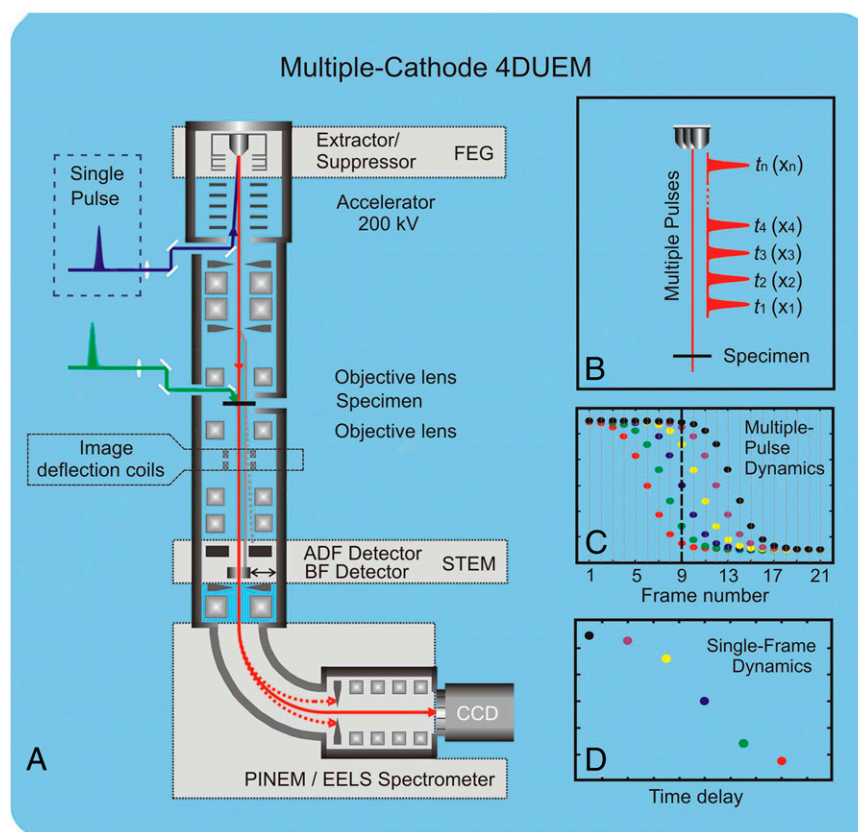 Multiple-Cathode 4DUEM
Extractor/
Suppressor
FEG
Single
Pulse
Accelerator
200 kV
Objective lens
Specimen
Objective lens
Image
deflection coils
ADF Detector
BF Detector
STEM
CCD
A
PINEM / EELS Spectrometer
Multiple Pulses
tn (xn)
t4 (x4)
t3 (x3)
t2 (x2)
t1 (x1)
Specimen
B
Multiple-
Pulse
Dynamics
C
1 5 9 13 17 21
Frame number
Single-Frame
Dynamics
D
Time delay